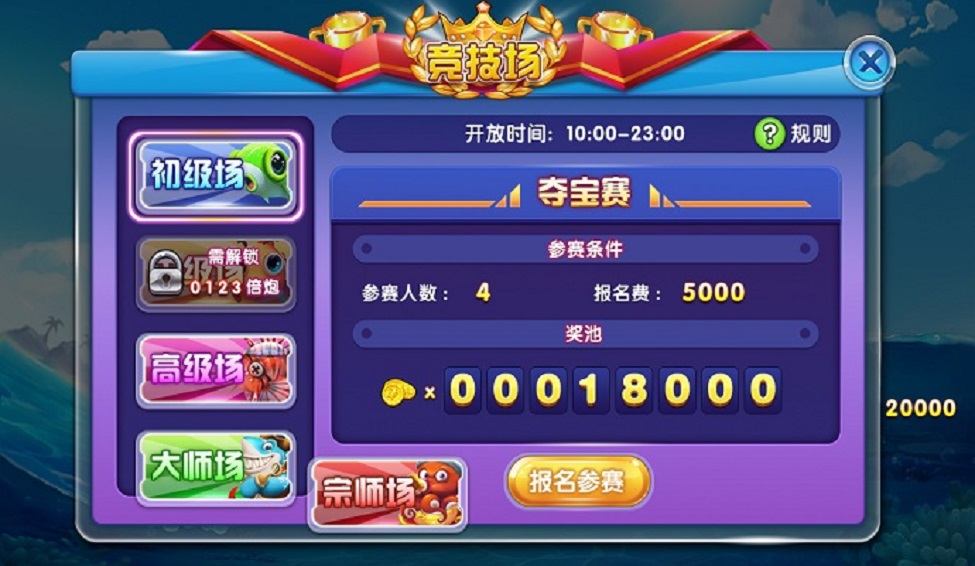 竞技场
开放时间: 10:00-23:00
规则
初级场
夺宝赛
需解锁
级场
0123倍炮
参赛条件
参赛人数: 4
报名费: 5000
奖池
高级场
× 00018000
20000
大师场
宗师场
报名参赛